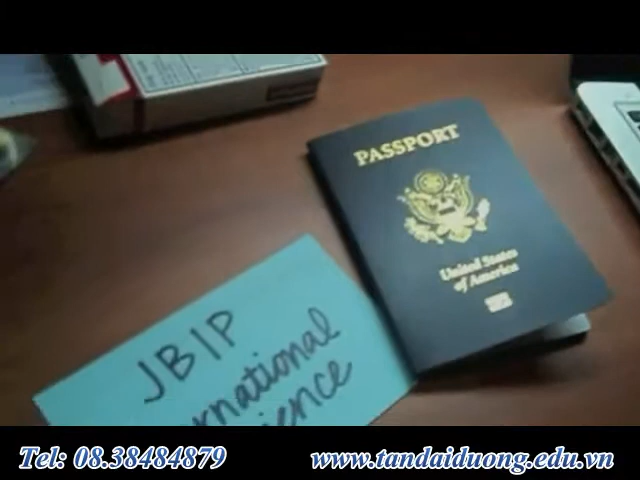 PASSPORT
United States
of America
JBIP
rnational
ience
Tel: 08.38484879 www.tandaiduong.edu.vn